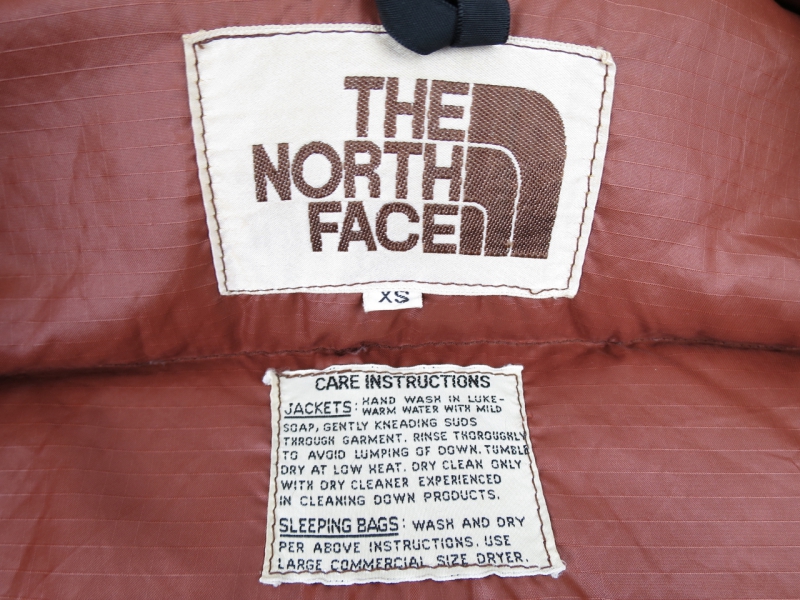 THE
NORTH
FACE
XS
CARE INSTRUCTIONS
JACKETS: HAND WASH IN LUKE-
WARM WATER WITH MILD
SOAP, GENTLY KNEADING SUDS
THROUGH GARMENT. RINSE THOROUGHLY
TO AVOID LUMPING OF DOWN. TUMBLE
DRY AT LOW HEAT. DRY CLEAN ONLY
WITH DRY CLEANER EXPERIENCED
IN CLEANING DOWN PRODUCTS.
SLEEPING BAGS: WASH AND DRY
PER ABOVE INSTRUCTIONS. USE
LARGE COMMERCIAL SIZE DRYER.